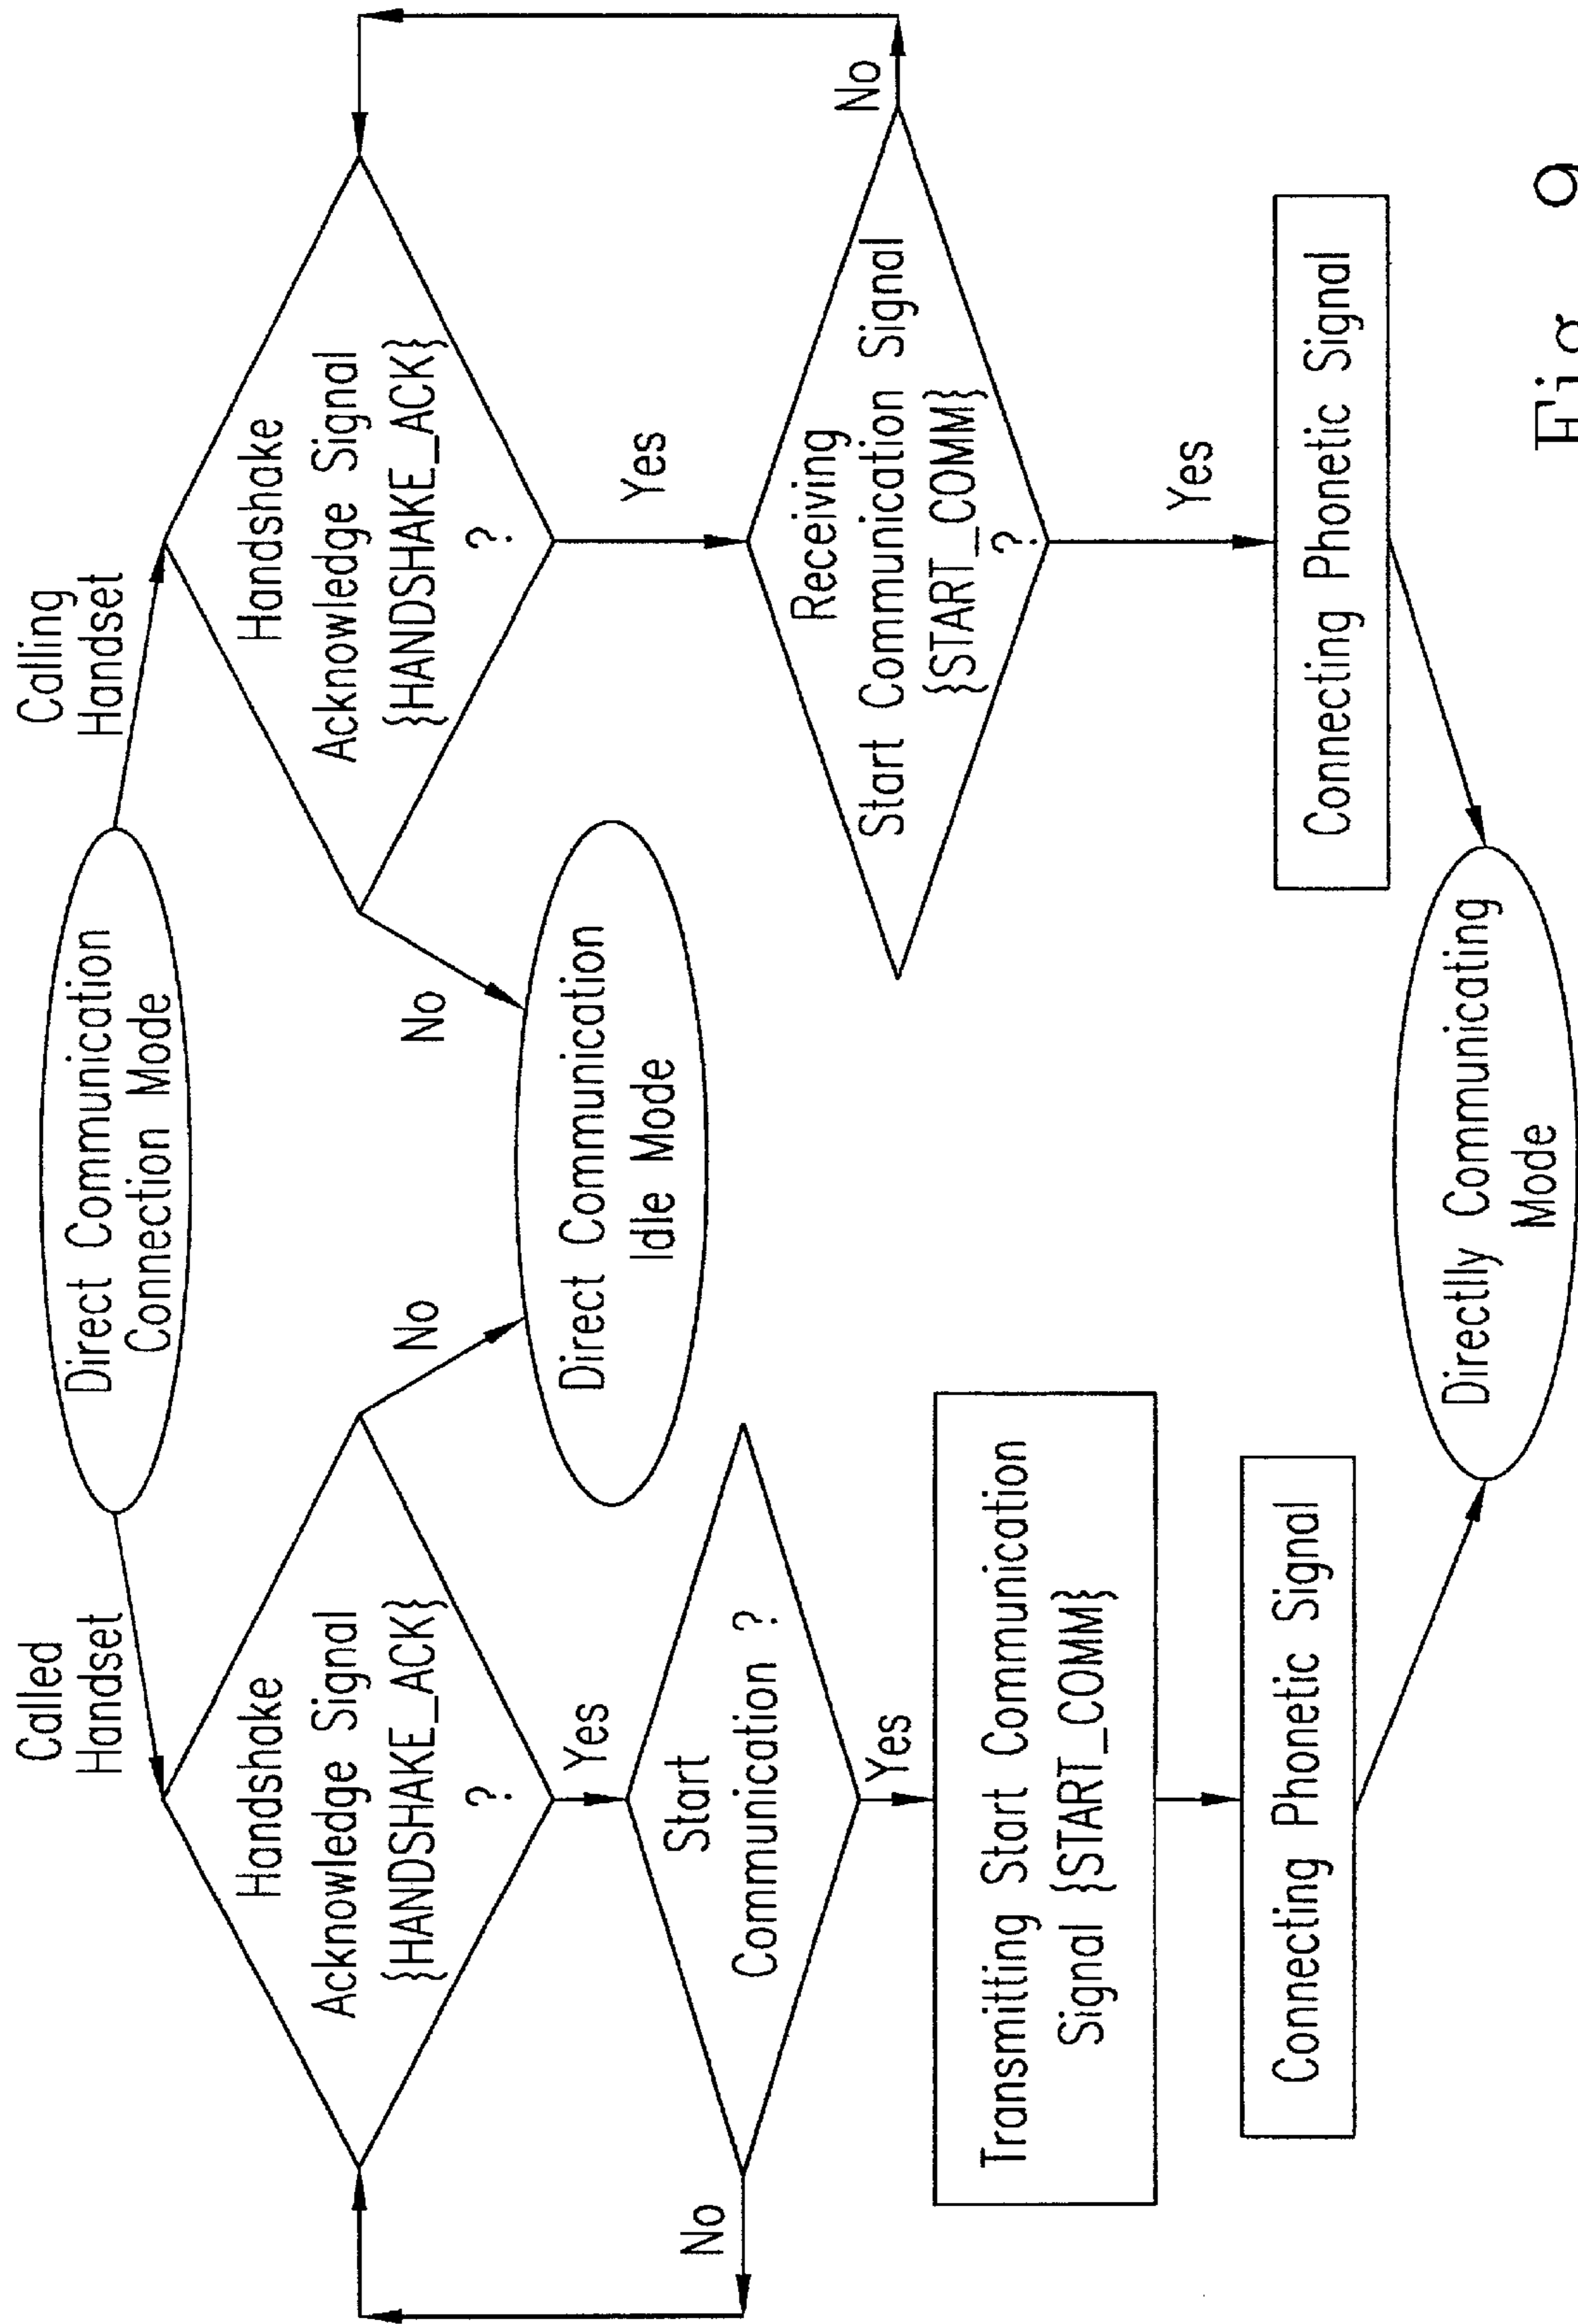 Direct Communication
Connection Mode
Called
Handset
Calling
Handset
Handshake
Acknowledge Signal
{HANDSHAKE_ACK}
?
No
Yes
Handshake
Acknowledge Signal
{HANDSHAKE_ACK}
?
No
Yes
Direct Communication
Idle Mode
Start
Communication ?
No
Yes
Receiving
Start Communication Signal
{START_COMM}
?
No
Yes
Transmitting Start Communication
Signal {START_COMM}
Connecting Phonetic Signal
Connecting Phonetic Signal
Directlly Communicating
Mode
Fig. 9